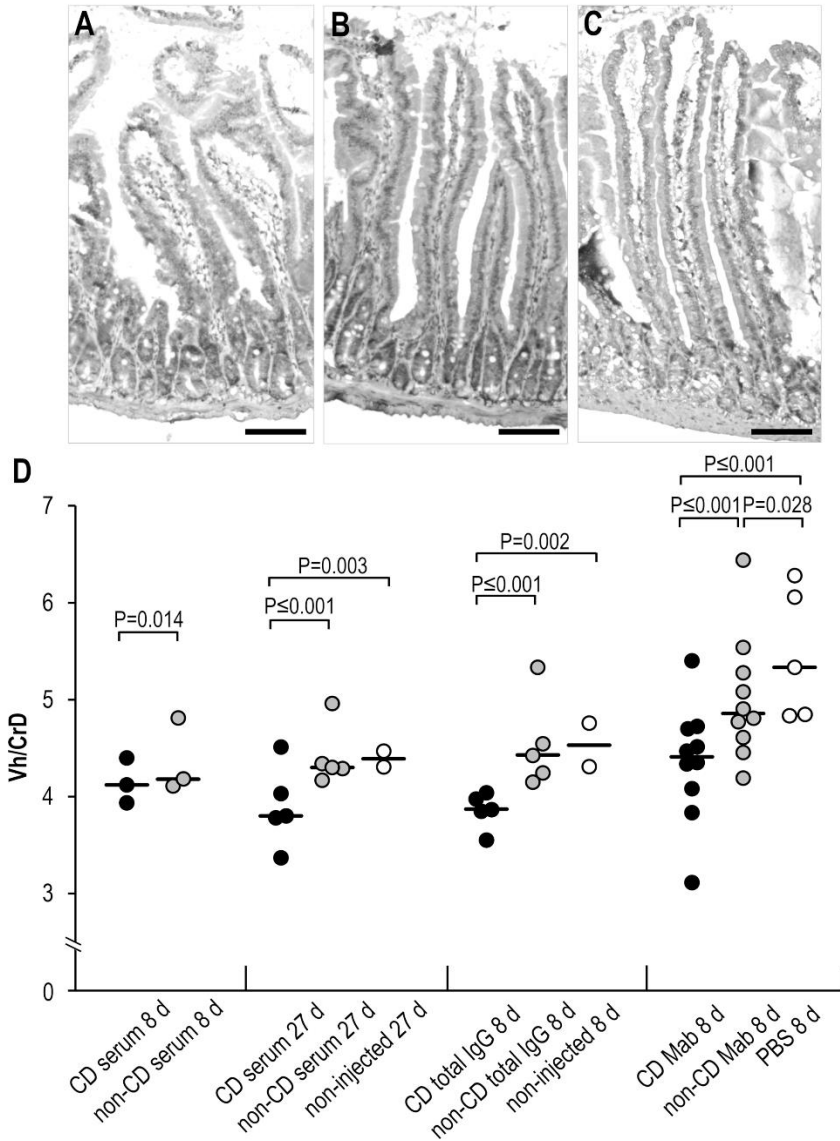 A
B
C
D
P≤0.001
P≤0.001
P=0.028
P=0.002
P=0.003
P≤0.001
P≤0.001
P=0.014
7
6
5
4
3
0
Vh/CrD
CD serum 8 d
non-CD serum 8 d
CD serum 27 d
non-CD serum 27 d
non-injected 27 d
CD total IgG 8 d
non-CD total IgG 8 d
non-injected 8 d
CD Mab 8 d
non-CD Mab 8 d
PBS 8 d